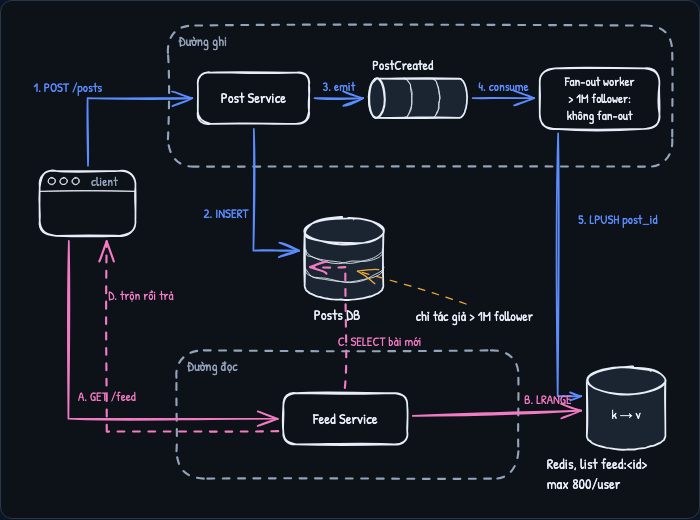 Đường ghi
PostCreated
1. POST /posts
Post Service
3. emit
4. consume
Fan-out worker
> 1M follower:
không fan-out
client
2. INSERT
5. LPUSH post_id
D. trộn rồi trả
Posts DB
chỉ tác giả > 1M follower
C. SELECT bài mới
Đường đọc
A. GET /feed
Feed Service
B. LRANGE
k → v
Redis, list feed:<id>
max 800/user